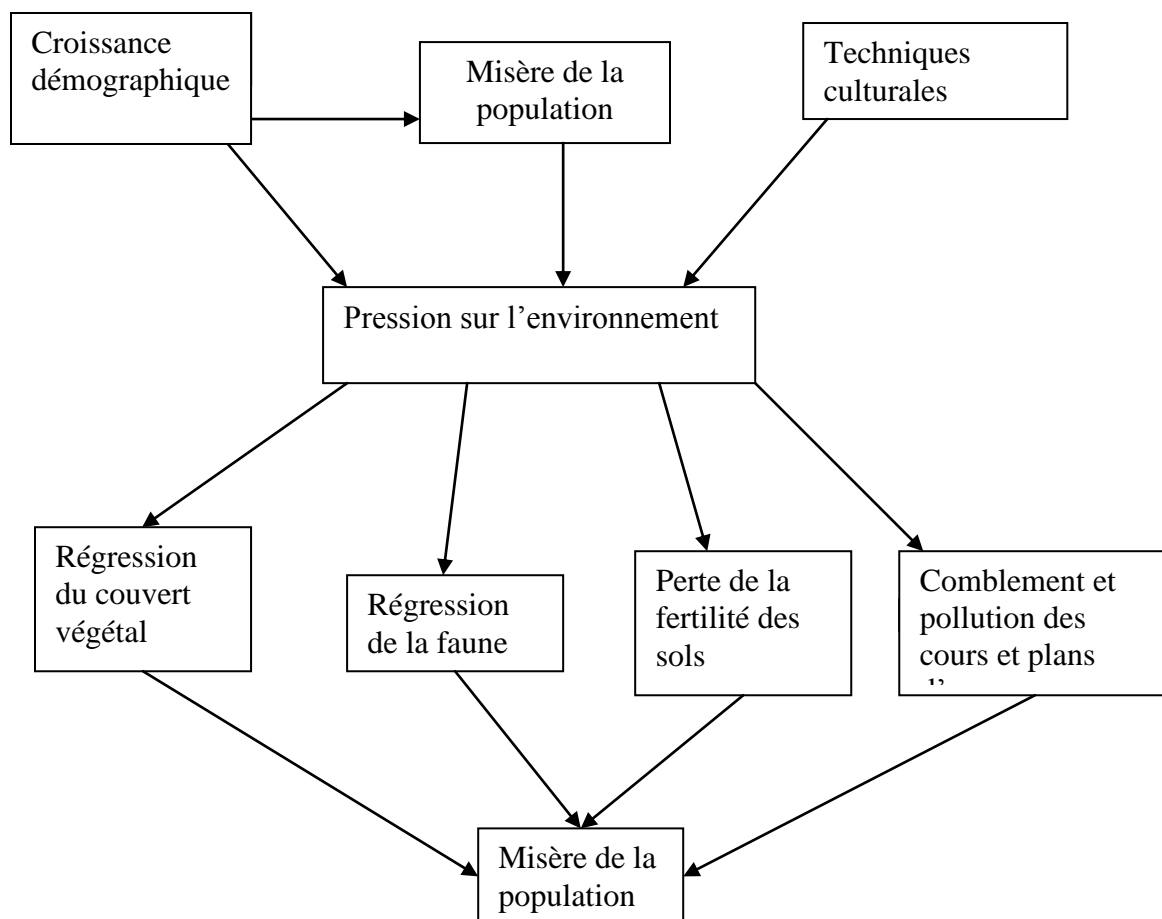 Croissance
démographique
Misère de la
population
Techniques
culturales
Pression sur l’environnement
Régression
du couvert
végétal
Régression
de la faune
Perte de la
fertilité des
sols
Comblement et
pollution des
cours et plans
Misère de la
population